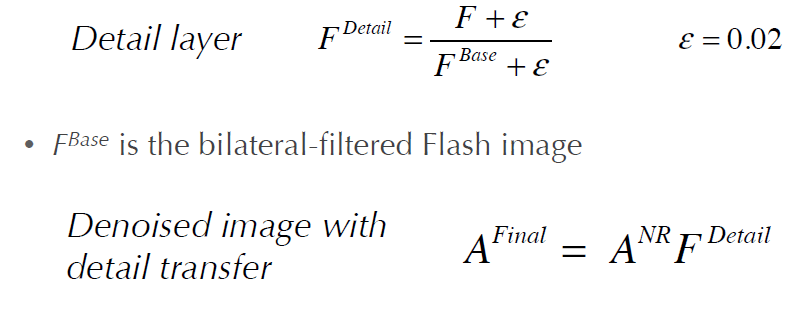 Detail layer F^Detail = (F + ε) / (F^Base + ε) ε = 0.02
• F^Base is the bilateral-filtered Flash image
Denoised image with
detail transfer A^Final = A^NR F^Detail